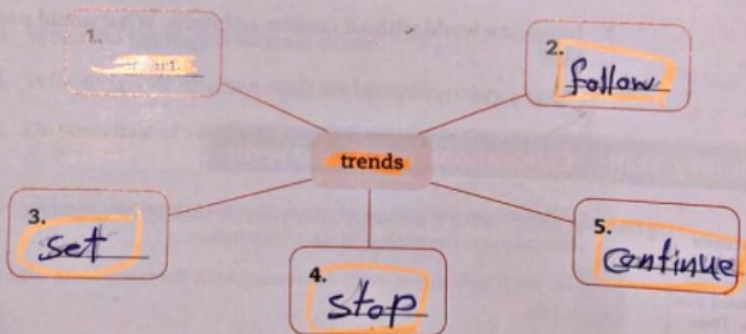 1.
2.
follow
trends
3.
set
4.
stop
5.
continue